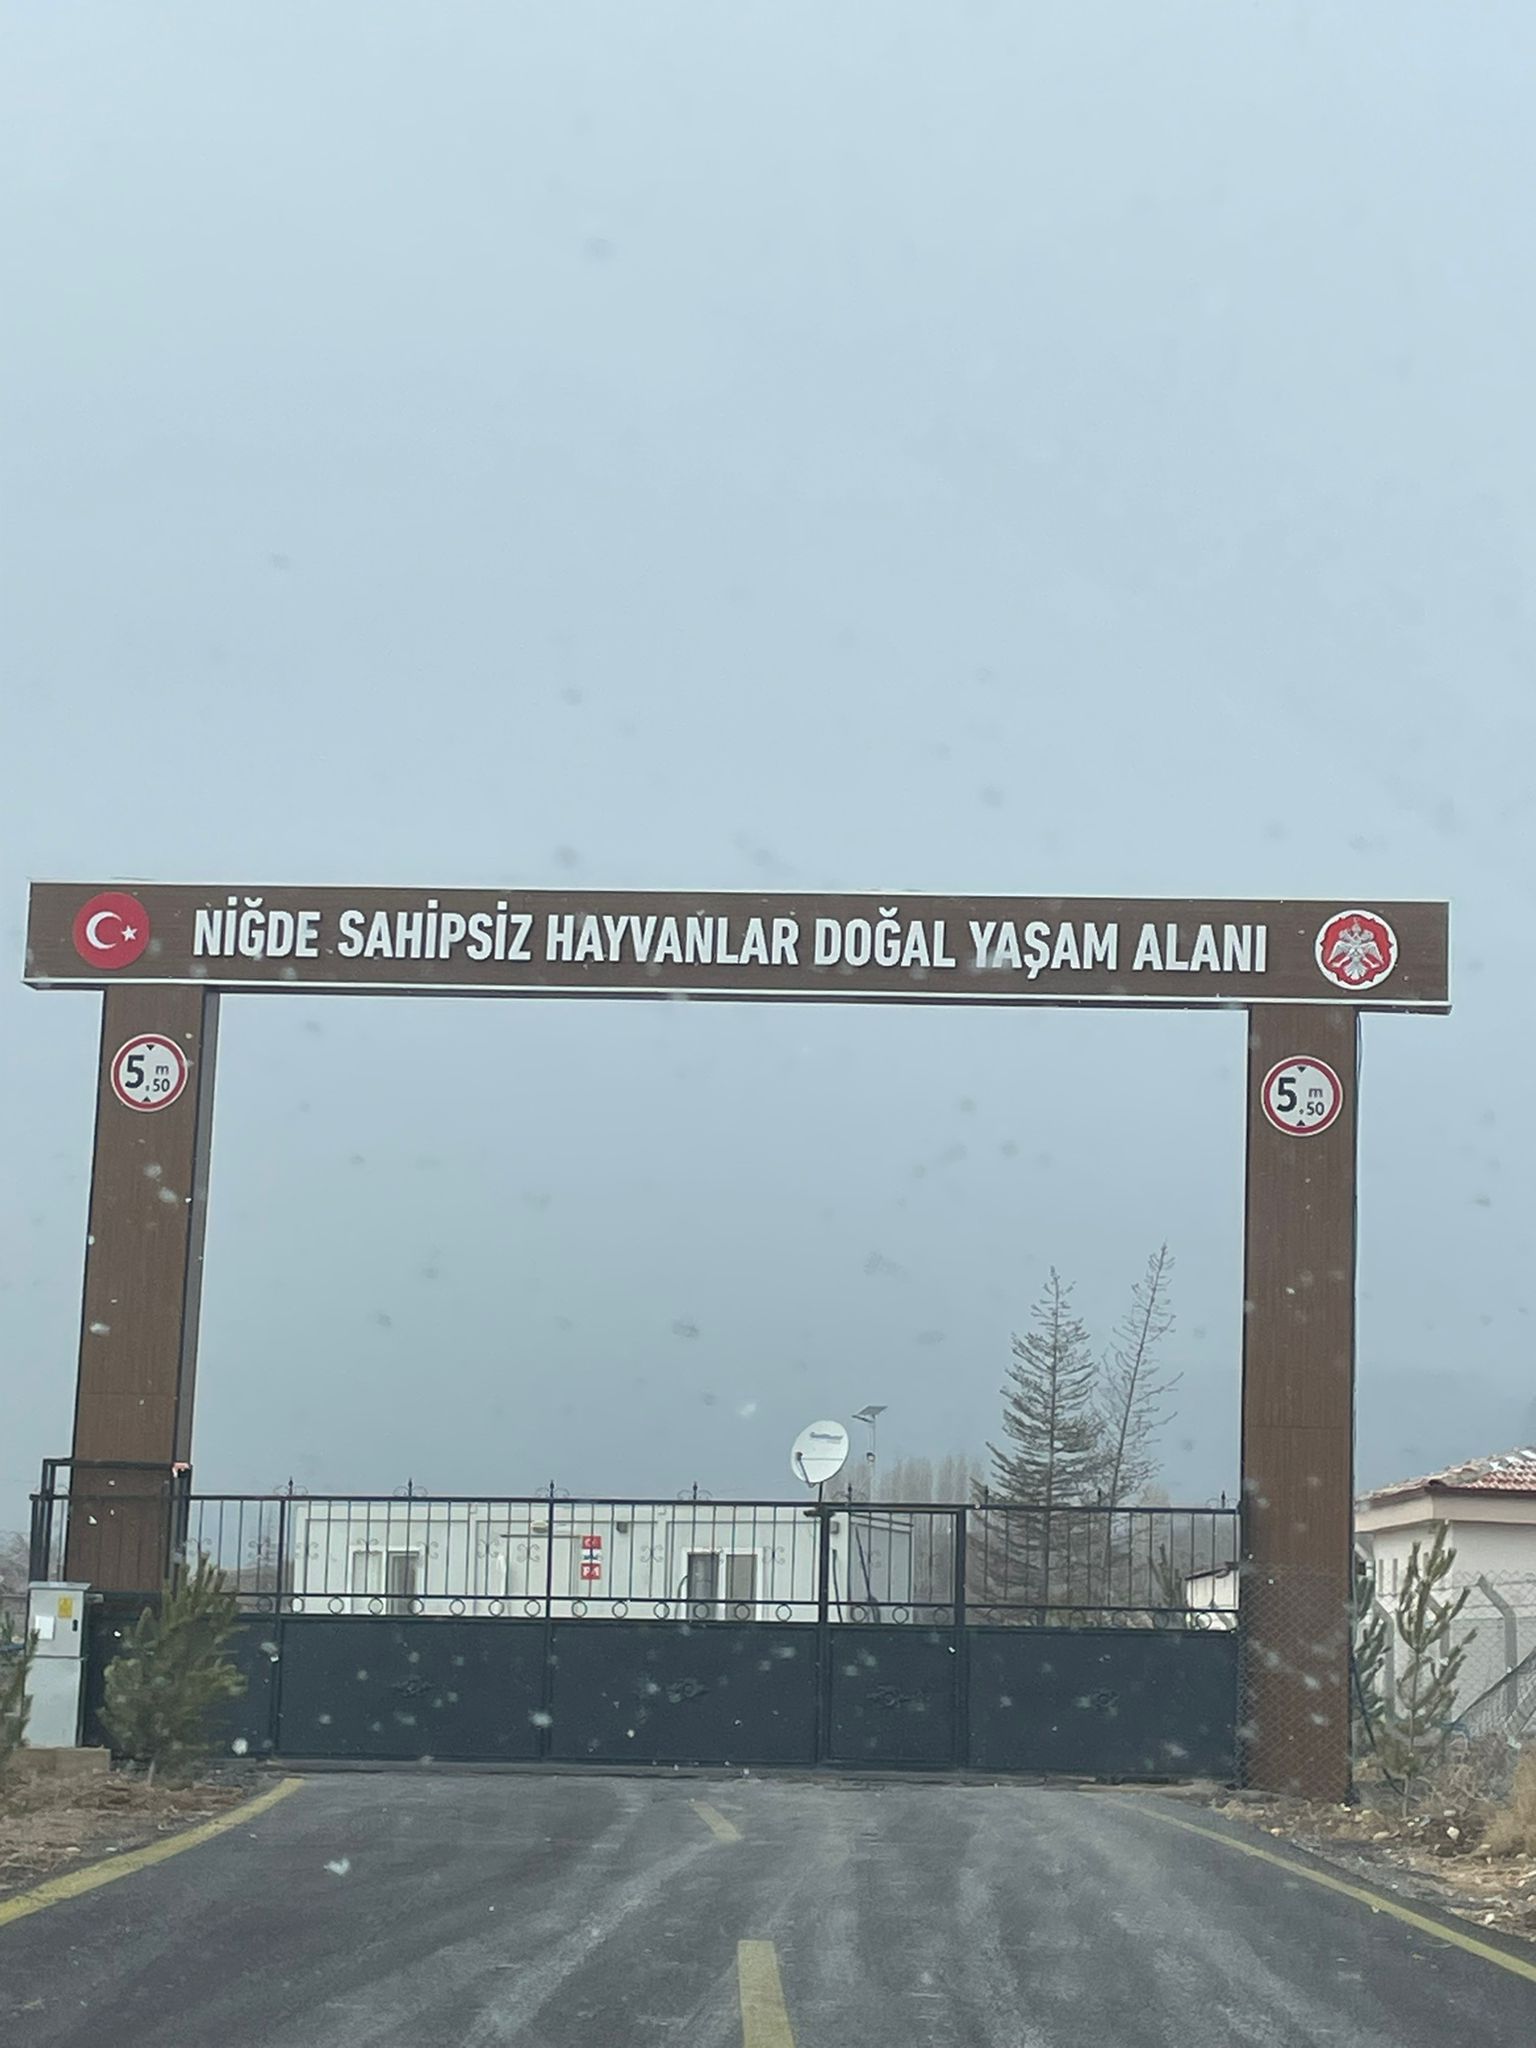 NİĞDE SAHİPSİZ HAYVANLAR DOĞAL YAŞAM ALANI
5 m .50
5 m .50